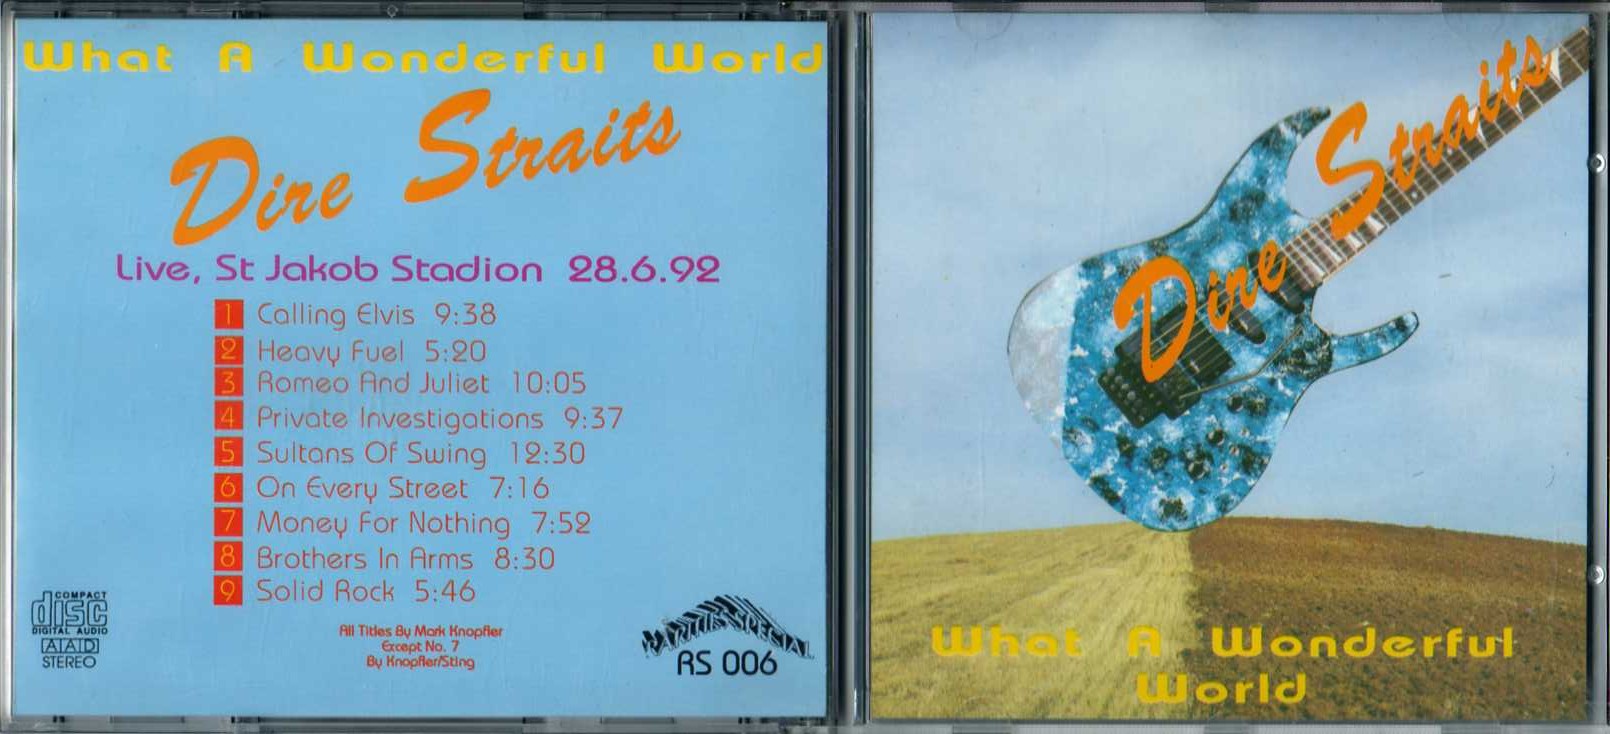 What A Wonderful World
Dire Straits
Live, St Jakob Stadion 28.6.92
1 Calling Elvis 9:38
2 Heavy Fuel 5:20
3 Romeo And Juliet 10:05
4 Private Investigations 9:37
5 Sultans Of Swing 12:30
6 On Every Street 7:16
7 Money For Nothing 7:52
8 Brothers In Arms 8:30
9 Solid Rock 5:46
All Titles By Mark Knopfler
Except No. 7
By Knopfler/Sting
COMPACT
disc
DIGITAL AUDIO
AAD
STEREO
RARITIES SPECIAL
RS 006
Dire Straits
What A Wonderful
World